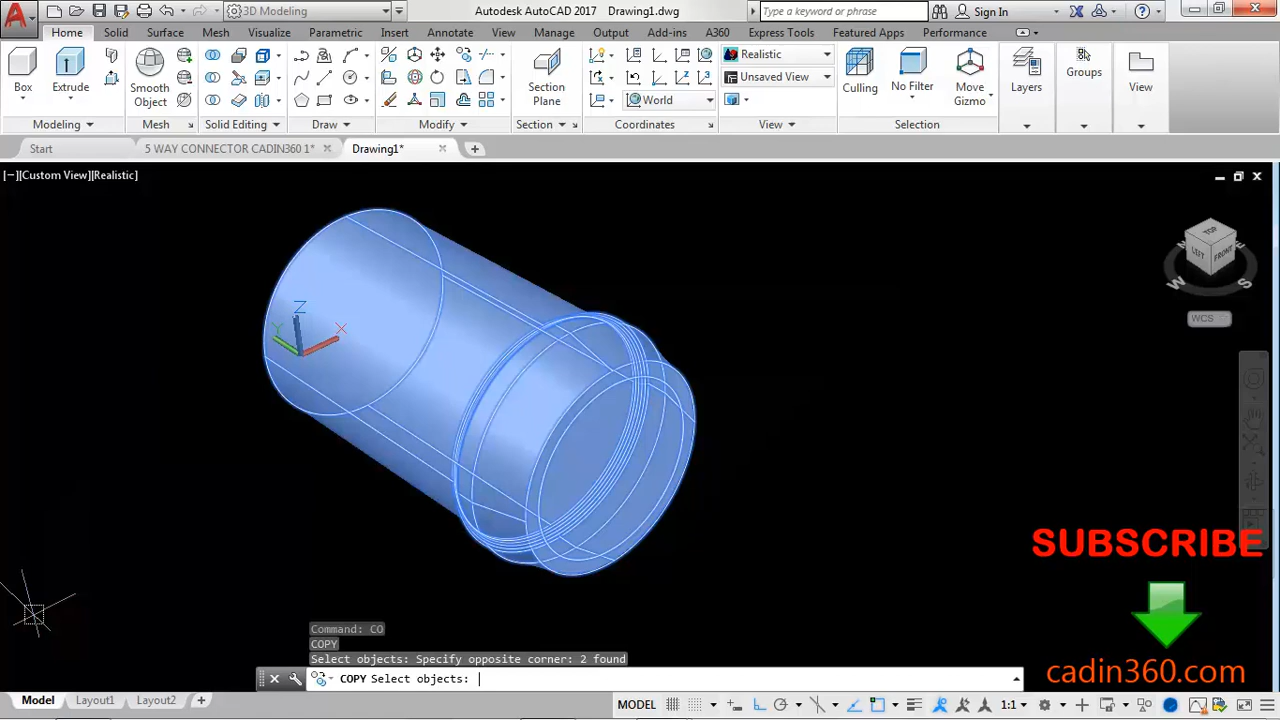 3D Modeling
Autodesk AutoCAD 2017 Drawing1.dwg
Type a keyword or phrase
Sign In
Home Solid Surface Mesh Visualize Parametric Insert Annotate View Manage Output Add-ins A360 Express Tools Featured Apps Performance
Box
Extrude
Smooth Object
Section Plane
Realistic
Unsaved View
World
Culling
No Filter
Move Gizmo
Layers
Groups
View
Modeling
Mesh
Solid Editing
Draw
Modify
Section
Coordinates
View
Selection
Start
5 WAY CONNECTOR CADIN360 1*
Drawing1*
[−][Custom View][Realistic]
TOP
LEFT
FRONT
N
E
W
S
WCS
Z
Y
X
SUBSCRIBE
cadin360.com
Command: CO
COPY
Select objects: Specify opposite corner: 2 found
COPY Select objects:
Model Layout1 Layout2
MODEL
1:1